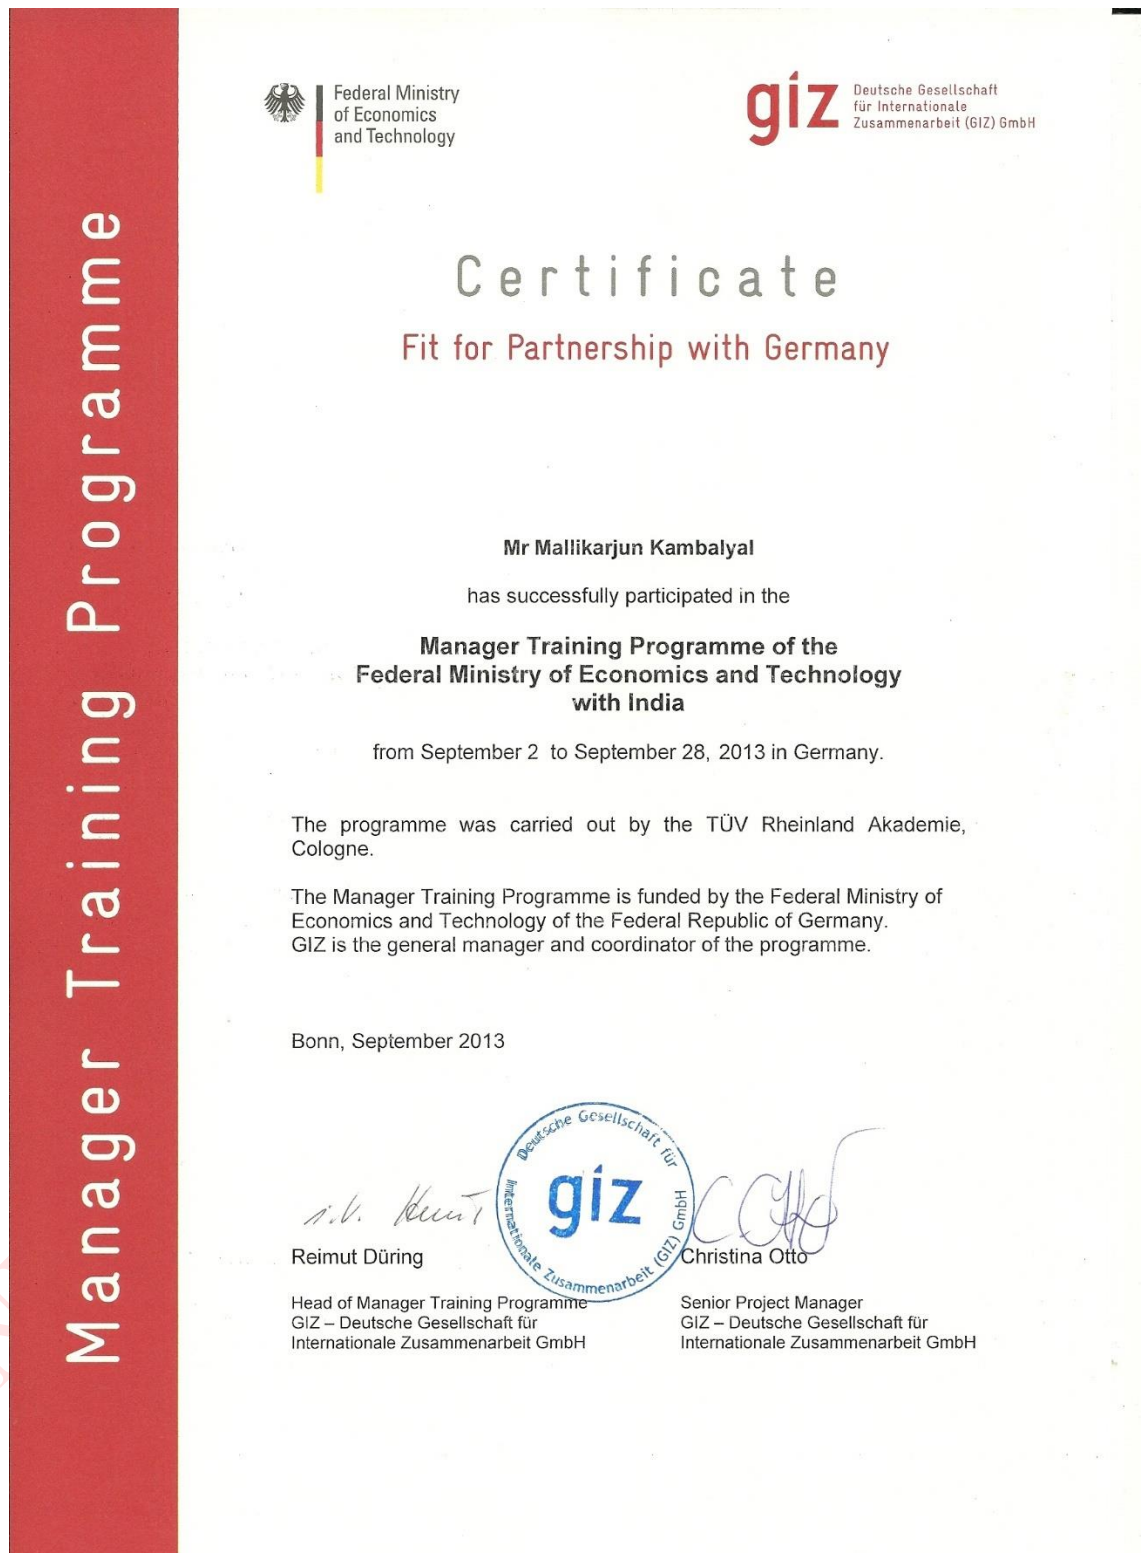 Manager Training Programme
Federal Ministry
of Economics
and Technology
giz
Deutsche Gesellschaft
für Internationale
Zusammenarbeit (GIZ) GmbH
Certificate
Fit for Partnership with Germany
Mr Mallikarjun Kambalyal
has successfully participated in the
Manager Training Programme of the
Federal Ministry of Economics and Technology
with India
from September 2 to September 28, 2013 in Germany.
The programme was carried out by the TÜV Rheinland Akademie,
Cologne.
The Manager Training Programme is funded by the Federal Ministry of
Economics and Technology of the Federal Republic of Germany.
GIZ is the general manager and coordinator of the programme.
Bonn, September 2013
Deutsche Gesellschaft für
Internationale Zusammenarbeit (GIZ) GmbH
giz
i.V.
Reimut Düring
Head of Manager Training Programme
GIZ – Deutsche Gesellschaft für
Internationale Zusammenarbeit GmbH
C Otto
Christina Otto
Senior Project Manager
GIZ – Deutsche Gesellschaft für
Internationale Zusammenarbeit GmbH